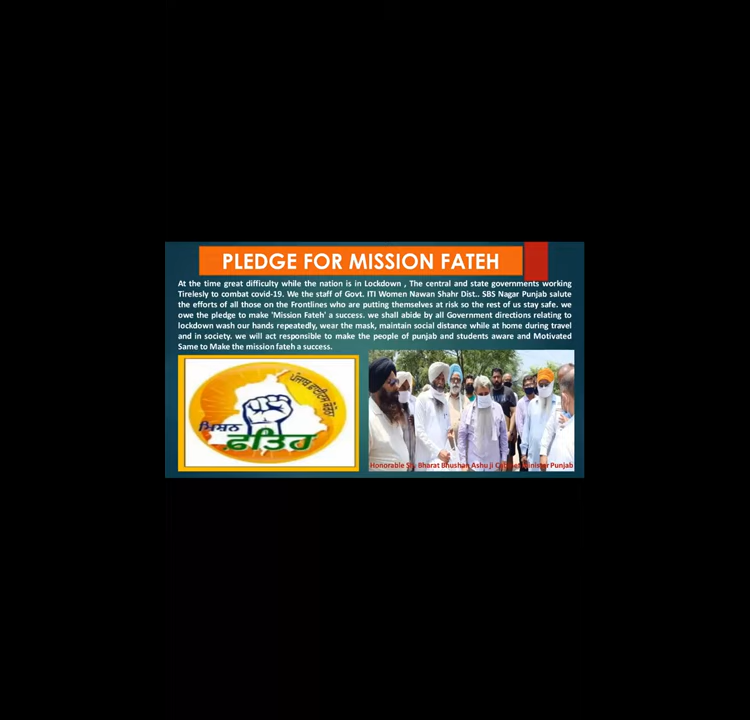 PLEDGE FOR MISSION FATEH
At the time great difficulty while the nation is in Lockdown , The central and state governments working
Tirelesly to combat covid-19. We the staff of Govt. ITI Women Nawan Shahr Dist.. SBS Nagar Punjab salute
the efforts of all those on the Frontlines who are putting themselves at risk so the rest of us stay safe. we
owe the pledge to make 'Mission Fateh' a success. we shall abide by all Government directions relating to
lockdown wash our hands repeatedly, wear the mask, maintain social distance while at home during travel
and in society. we will act responsible to make the people of punjab and students aware and Motivated
Same to Make the mission fateh a success.
ਮਿਸ਼ਨ
ਫ਼ਤਿਹ
Honorable Bharat Bhushan Ashu ji Minister Punjab